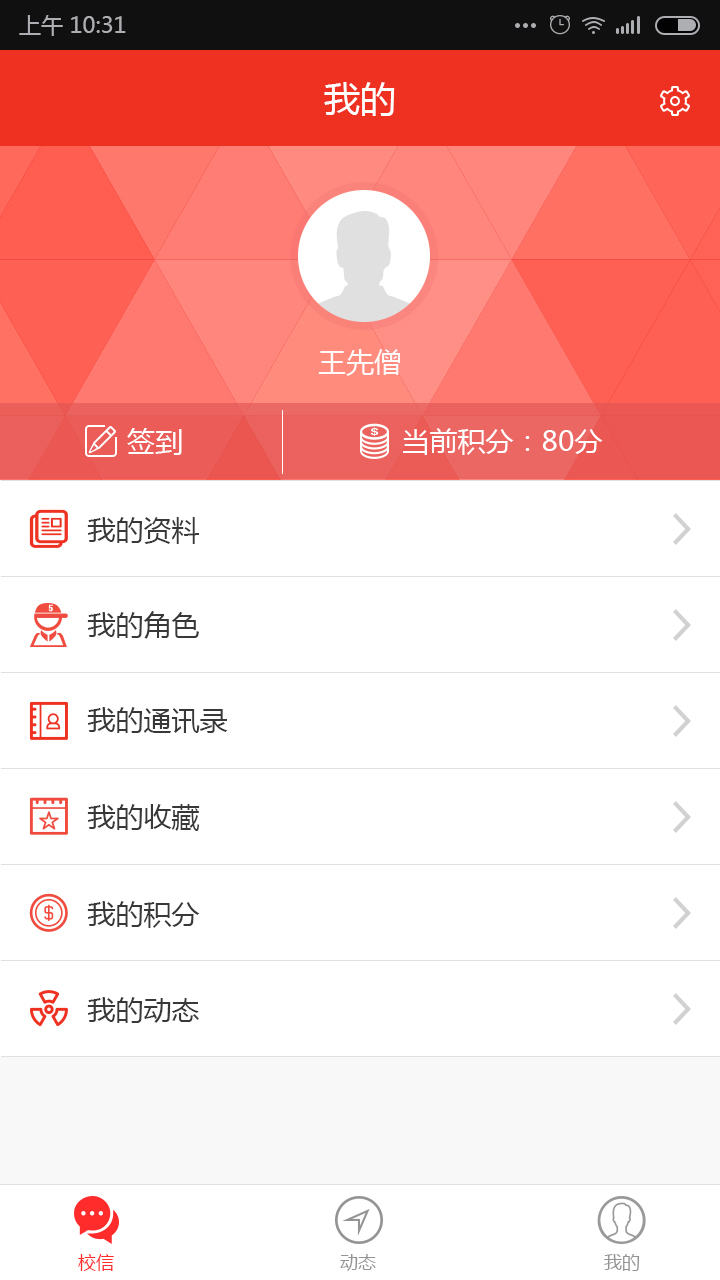 上午 10:31
我的
王先僧
签到
当前积分：80分
我的资料
我的角色
我的通讯录
我的收藏
我的积分
我的动态
校信
动态
我的